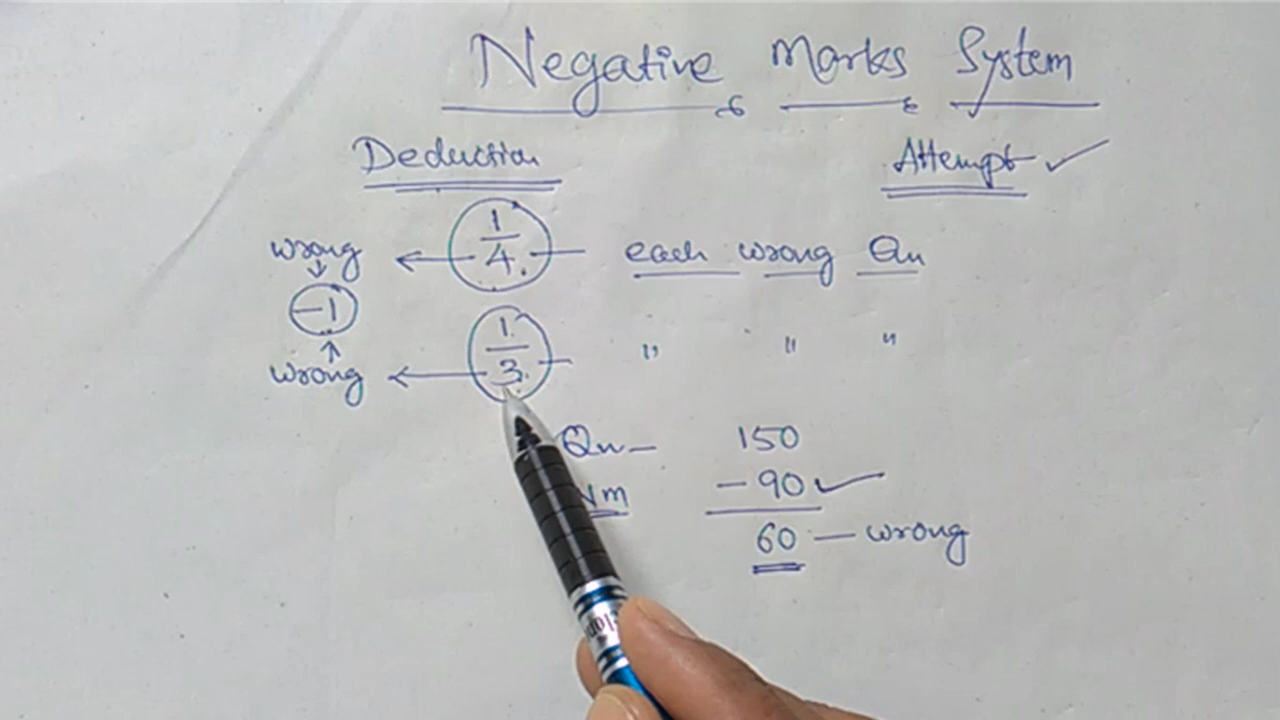 Negative Marks System
Deduction Attempt ✓
wrong ← 1/4 — each wrong Qn
-1
wrong ← 1/3 — " " "
Qn - 150
- 90 ✓
60 — wrong